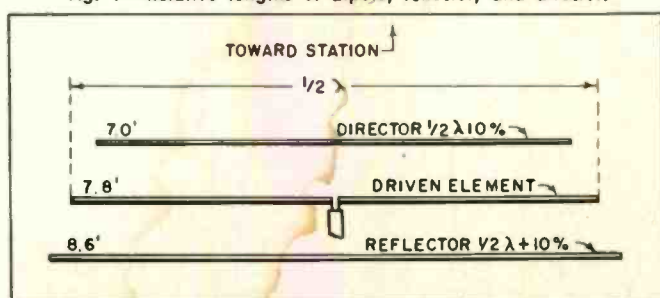 TOWARD STATION
1/2 λ
7.0' DIRECTOR 1/2 λ 10%
7.8' DRIVEN ELEMENT
8.6' REFLECTOR 1/2 λ + 10%